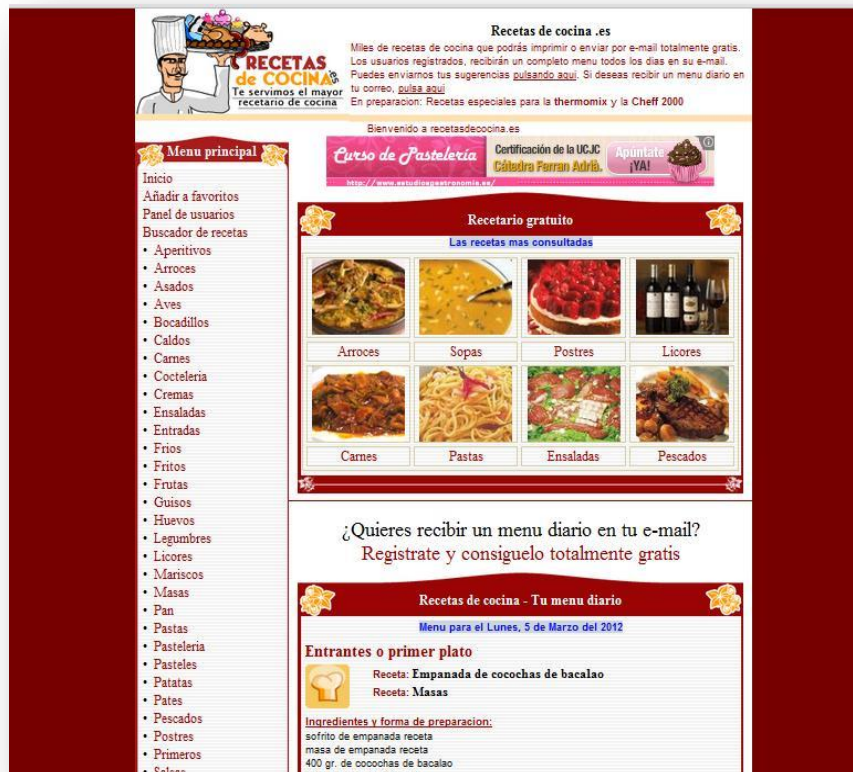 RECETAS
de COCINA.es
Te servimos el mayor
recetario de cocina
Recetas de cocina .es
Miles de recetas de cocina que podrás imprimir o enviar por e-mail totalmente gratis.
Los usuarios registrados, recibirán un completo menu todos los dias en su e-mail.
Puedes enviarnos tus sugerencias pulsando aqui. Si deseas recibir un menu diario en
tu correo, pulsa aqui
En preparacion: Recetas especiales para la thermomix y la Cheff 2000
Bienvenido a recetasdecocina.es
Menu principal
Inicio
Añadir a favoritos
Panel de usuarios
Buscador de recetas
• Aperitivos
• Arroces
• Asados
• Aves
• Bocadillos
• Caldos
• Carnes
• Cocteleria
• Cremas
• Ensaladas
• Entradas
• Frios
• Fritos
• Frutas
• Guisos
• Huevos
• Legumbres
• Licores
• Mariscos
• Masas
• Pan
• Pastas
• Pasteleria
• Pasteles
• Patatas
• Pates
• Pescados
• Postres
• Primeros
• Salsas
Curso de Pastelería
Certificación de la UCJC
Cátedra Ferran Adrià.
Apúntate
¡YA!
http://www.estudiosgastronomia.es/
Recetario gratuito
Las recetas mas consultadas
Arroces Sopas Postres Licores
Carnes Pastas Ensaladas Pescados
¿Quieres recibir un menu diario en tu e-mail?
Registrate y consiguelo totalmente gratis
Recetas de cocina - Tu menu diario
Menu para el Lunes, 5 de Marzo del 2012
Entrantes o primer plato
Receta: Empanada de cocochas de bacalao
Receta: Masas
Ingredientes y forma de preparacion:
sofrito de empanada receta
masa de empanada receta
400 gr. de cocochas de bacalao